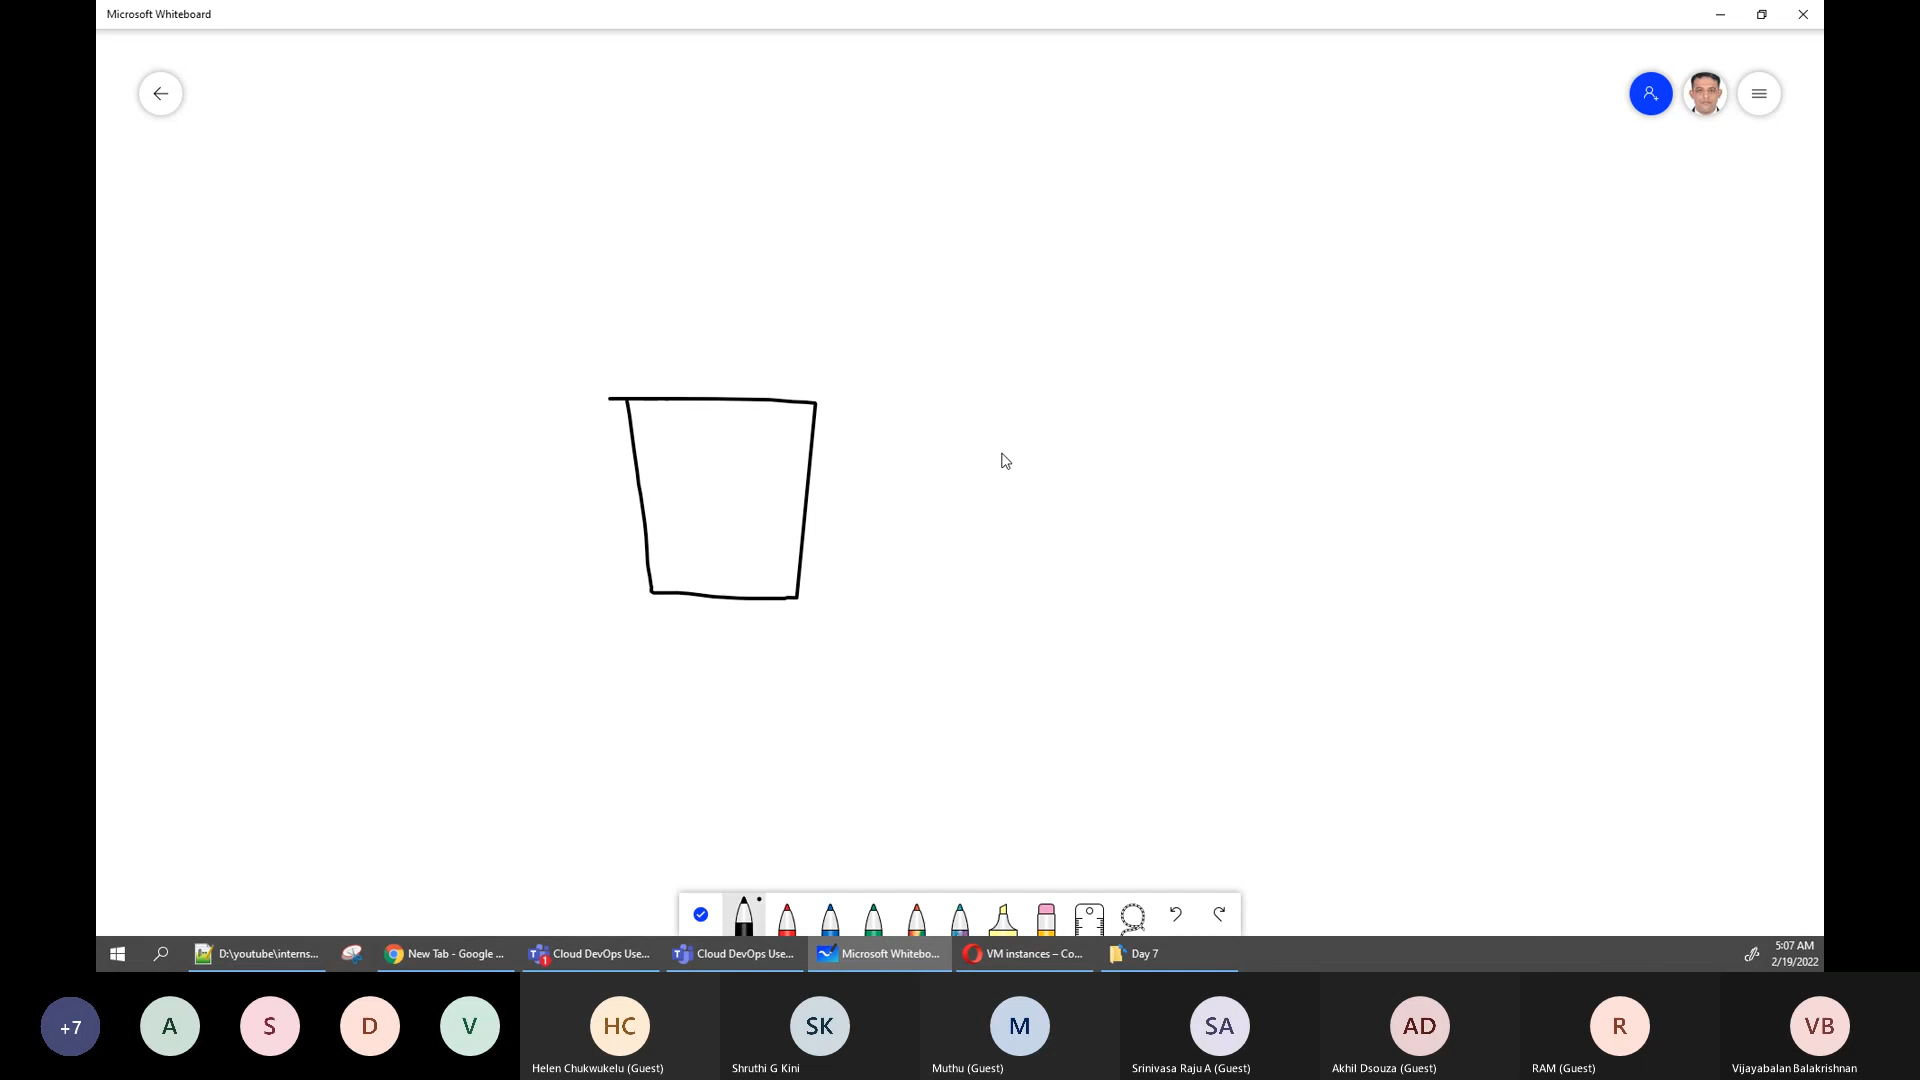 Microsoft Whiteboard
D:\youtube\interns...
New Tab - Google ...
1
Cloud DevOps Use...
Cloud DevOps Use...
Microsoft Whitebo...
VM instances – Co...
Day 7
5:07 AM
2/19/2022
+7
A
S
D
V
HC
SK
M
SA
AD
R
VB
Helen Chukwukelu (Guest)
Shruthi G Kini
Muthu (Guest)
Srinivasa Raju A (Guest)
Akhil Dsouza (Guest)
RAM (Guest)
Vijayabalan Balakrishnan